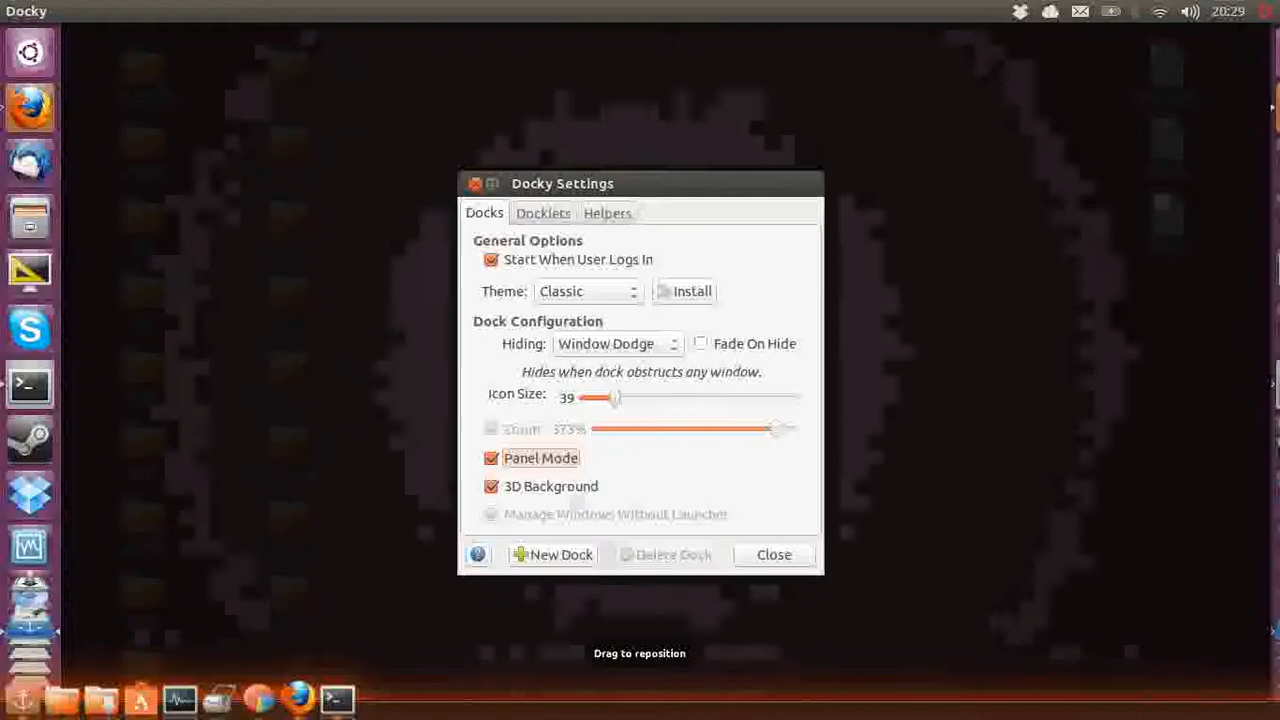 Docky
20:29
Docky Settings
Docks Docklets Helpers
General Options
Start When User Logs In
Theme: Classic Install
Dock Configuration
Hiding: Window Dodge Fade On Hide
Hides when dock obstructs any window.
Icon Size: 39
Zoom:
Panel Mode
3D Background
Manage Windows Without Launcher
New Dock Delete Dock Close
Drag to reposition